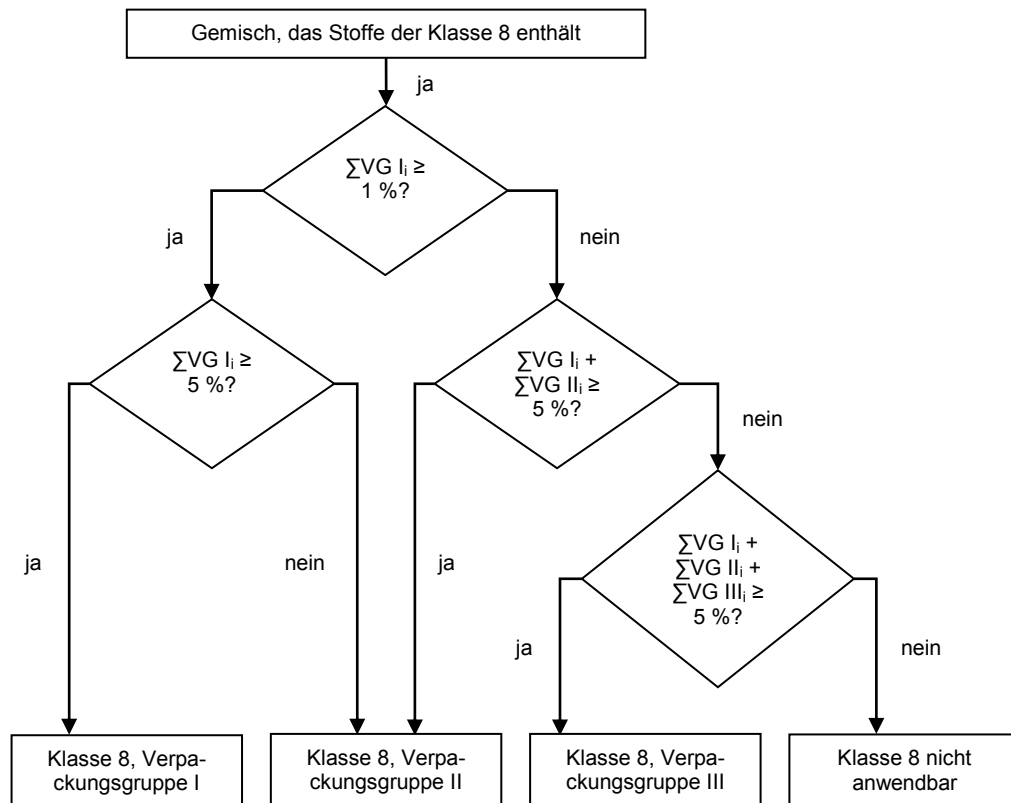 Gemisch, das Stoffe der Klasse 8 enthält
ja
∑VG Iᵢ ≥
1 %?
ja
nein
∑VG Iᵢ ≥
5 %?
∑VG Iᵢ +
∑VG IIᵢ ≥
5 %?
nein
ja
nein
ja
∑VG Iᵢ +
∑VG IIᵢ +
∑VG IIIᵢ ≥
5 %?
ja
nein
Klasse 8, Verpa-
ckungsgruppe I
Klasse 8, Verpa-
ckungsgruppe II
Klasse 8, Verpa-
ckungsgruppe III
Klasse 8 nicht
anwendbar